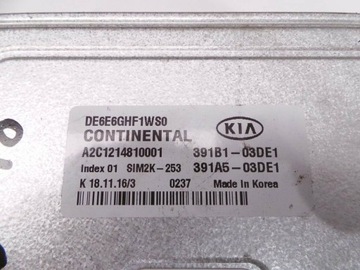 DE6E6GHF1WS0
CONTINENTAL KIA
A2C1214810001 391B1-03DE1
Index 01 SIM2K-253 391A5-03DE1
K 18.11.16/3 0237 Made in Korea